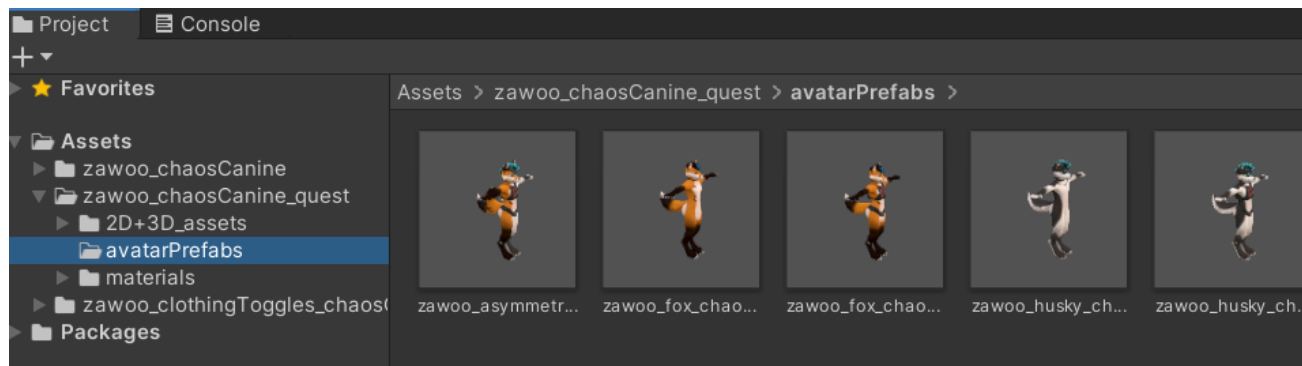 Project Console
Favorites
Assets > zawoo_chaosCanine_quest > avatarPrefabs >
Assets
zawoo_chaosCanine
zawoo_chaosCanine_quest
2D+3D_assets
avatarPrefabs
materials
zawoo_clothingToggles_chaos
Packages
zawoo_asymmetr... zawoo_fox_chao... zawoo_fox_chao... zawoo_husky_ch... zawoo_husky_ch.